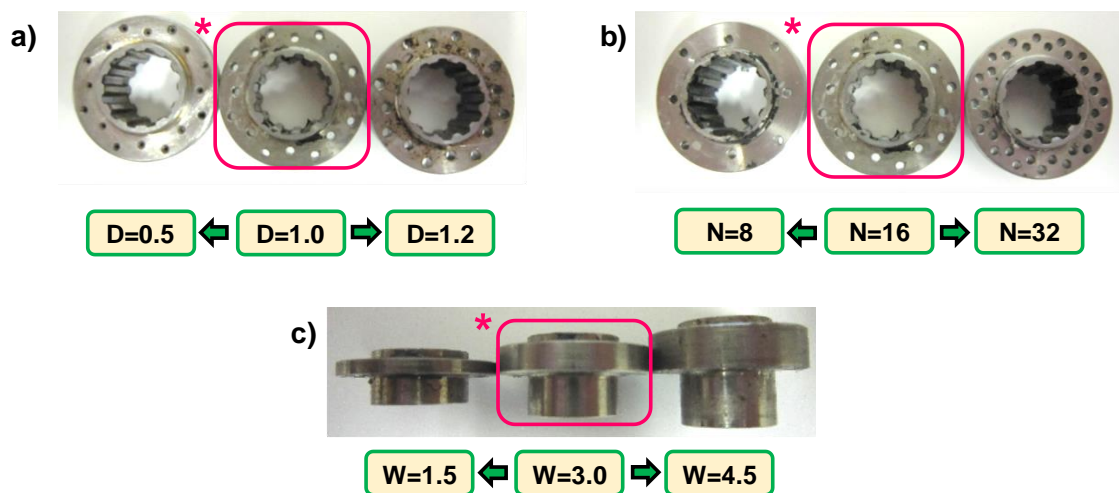 a)
*
D=0.5
D=1.0
D=1.2
b)
*
N=8
N=16
N=32
c)
*
W=1.5
W=3.0
W=4.5